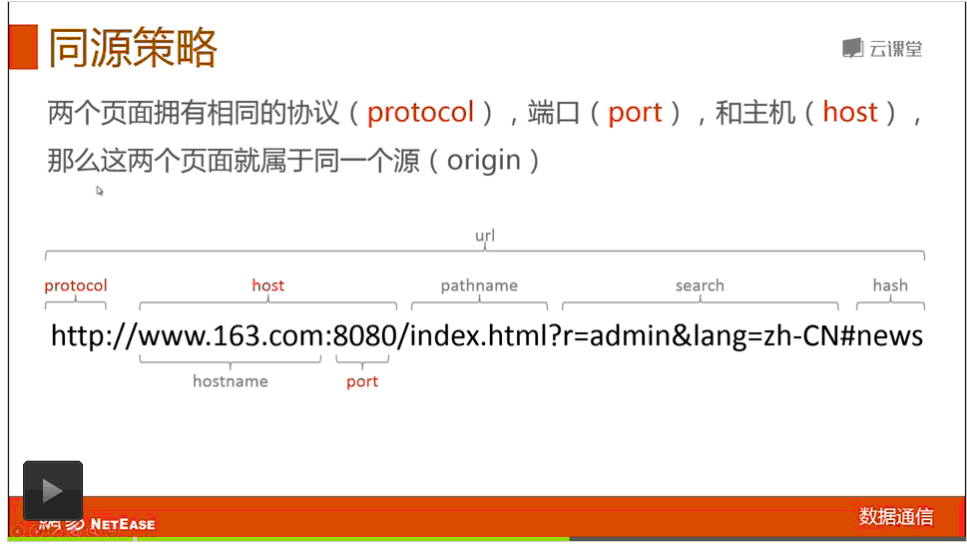 同源策略
云课堂
两个页面拥有相同的协议（protocol），端口（port），和主机（host），
那么这两个页面就属于同一个源（origin）
url
protocol host pathname search hash
http://www.163.com:8080/index.html?r=admin&lang=zh-CN#news
hostname port
網易 NETEASE
数据通信